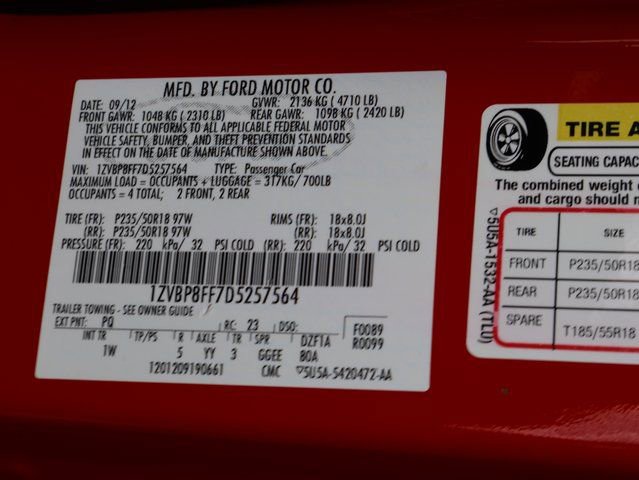 MFD. BY FORD MOTOR CO.
DATE: 09/12 GVWR: 2136 KG ( 4710 LB)
FRONT GAWR: 1048 KG ( 2310 LB) REAR GAWR: 1098 KG ( 2420 LB)
THIS VEHICLE CONFORMS TO ALL APPLICABLE FEDERAL MOTOR
VEHICLE SAFETY, BUMPER, AND THEFT PREVENTION STANDARDS
IN EFFECT ON THE DATE OF MANUFACTURE SHOWN ABOVE.
VIN: 1ZVBP8FF7D5257564 TYPE: Passenger Car
MAXIMUM LOAD = OCCUPANTS + LUGGAGE = 317KG/700LB
OCCUPANTS = 4 TOTAL; 2 FRONT, 2 REAR
TIRE (FR): P235/50R18 97W RIMS (FR): 18x8.0J
(RR): P235/50R18 97W (RR): 18x8.0J
PRESSURE (FR): 220 kPa/ 32 PSI COLD (RR): 220 kPa/ 32 PSI COLD
1ZVBP8FF7D5257564
TRAILER TOWING - SEE OWNER GUIDE
EXT PNT: PQ RC: 23 DSO: F0089
INT TR TP/PS R AXLE TR SPR DZF1A R0099
1W 5 YY 3 GGEE BOA
1201209190661 CMC ▽5U5A-5420472-AA
▽5U5A-1532-AA (TLU)
TIRE A
SEATING CAPAC
The combined weight
and cargo should
TIRE SIZE
FRONT P235/50R18
REAR P235/50R18
SPARE T185/55R18